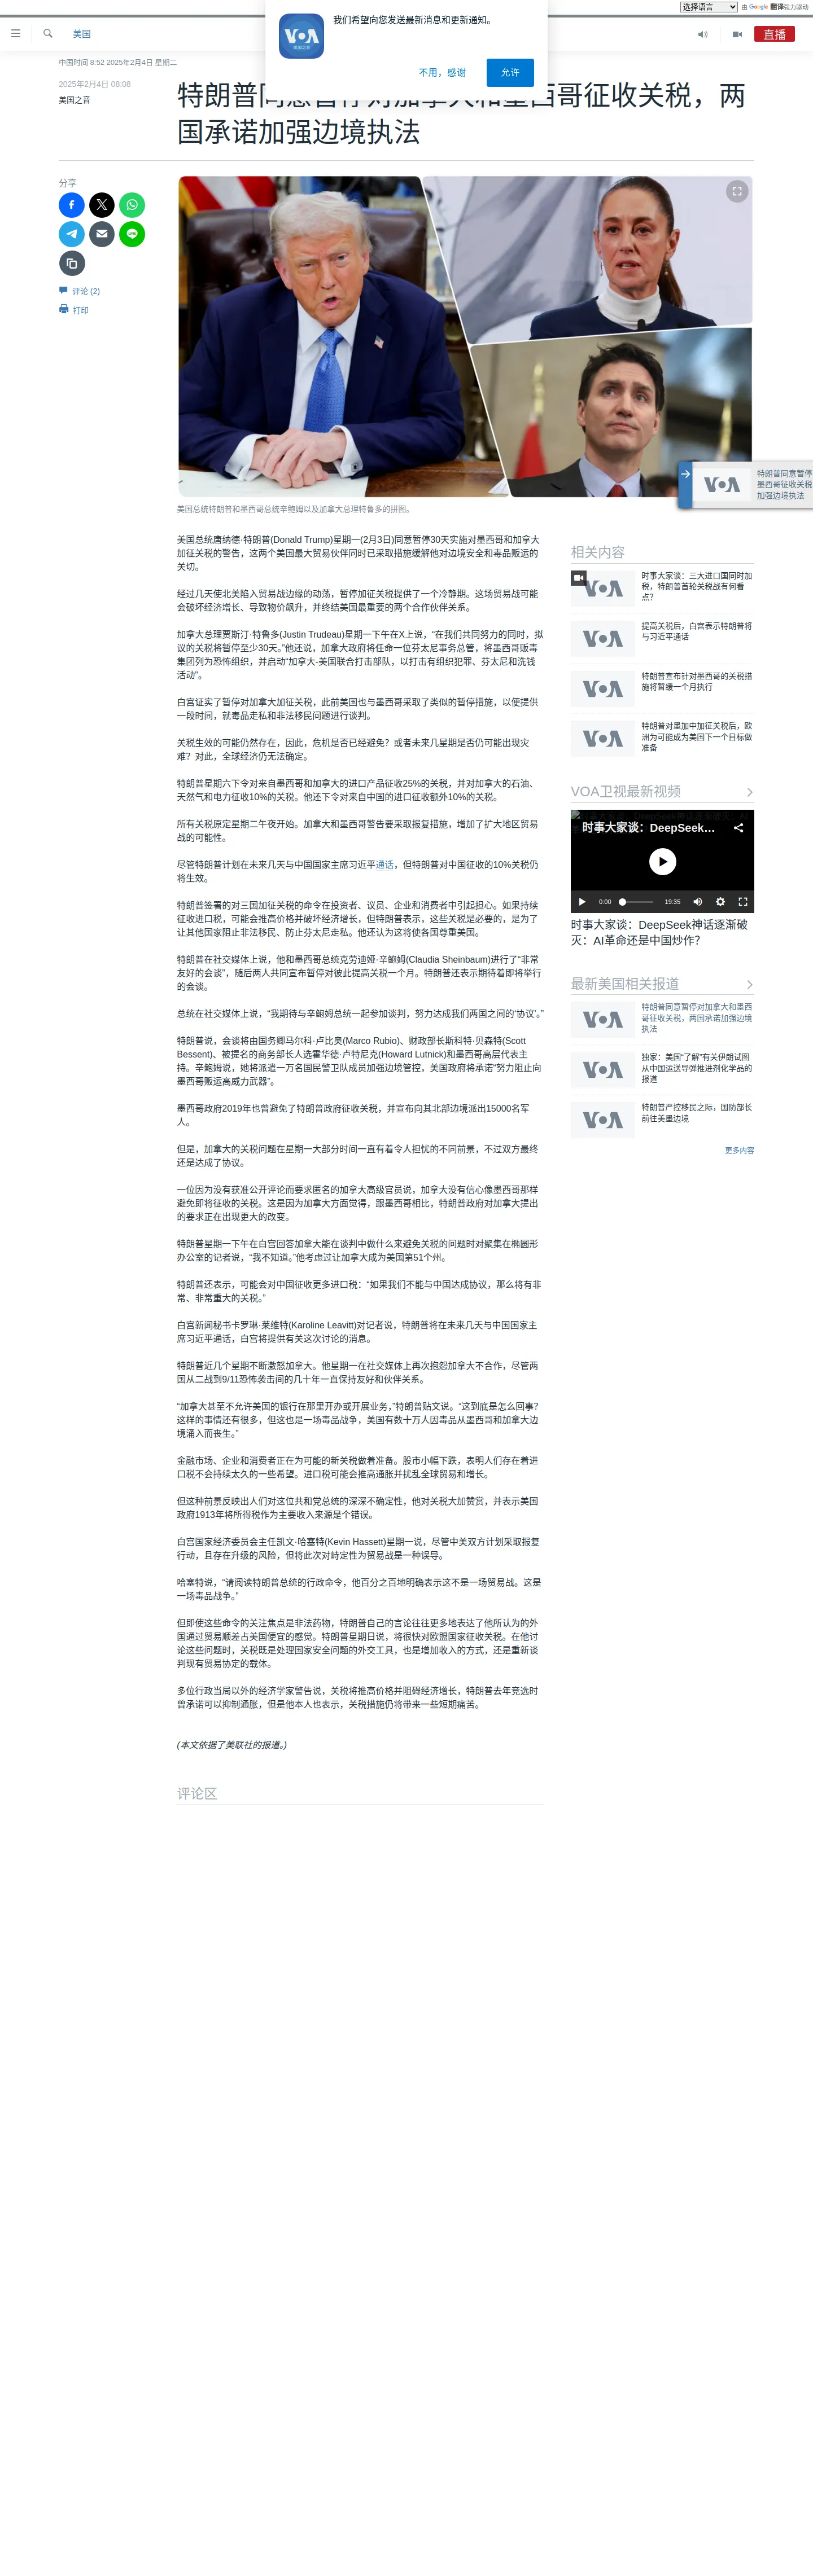 选择语言
由 Google 翻译强力驱动
美国
直播
VOA
美国之音
我们希望向您发送最新消息和更新通知。
不用，感谢
允许
中国时间 8:52 2025年2月4日 星期二
2025年2月4日 08:08
美国之音
特朗普同意暂停对加拿大和墨西哥征收关税，两
国承诺加强边境执法
分享
评论 (2)
打印
美国总统特朗普和墨西哥总统辛鲍姆以及加拿大总理特鲁多的拼图。
VOA
特朗普同意暂停
墨西哥征收关税
加强边境执法
美国总统唐纳德·特朗普(Donald Trump)星期一(2月3日)同意暂停30天实施对墨西哥和加拿大
加征关税的警告，这两个美国最大贸易伙伴同时已采取措施缓解他对边境安全和毒品贩运的
关切。
经过几天使北美陷入贸易战边缘的动荡，暂停加征关税提供了一个冷静期。这场贸易战可能
会破坏经济增长、导致物价飙升，并终结美国最重要的两个合作伙伴关系。
加拿大总理贾斯汀·特鲁多(Justin Trudeau)星期一下午在X上说，“在我们共同努力的同时，拟
议的关税将暂停至少30天。”他还说，加拿大政府将任命一位芬太尼事务总管，将墨西哥贩毒
集团列为恐怖组织，并启动“加拿大-美国联合打击部队，以打击有组织犯罪、芬太尼和洗钱
活动”。
白宫证实了暂停对加拿大加征关税，此前美国也与墨西哥采取了类似的暂停措施，以便提供
一段时间，就毒品走私和非法移民问题进行谈判。
关税生效的可能仍然存在，因此，危机是否已经避免？或者未来几星期是否仍可能出现灾
难？对此，全球经济仍无法确定。
特朗普星期六下令对来自墨西哥和加拿大的进口产品征收25%的关税，并对加拿大的石油、
天然气和电力征收10%的关税。他还下令对来自中国的进口征收额外10%的关税。
所有关税原定星期二午夜开始。加拿大和墨西哥警告要采取报复措施，增加了扩大地区贸易
战的可能性。
尽管特朗普计划在未来几天与中国国家主席习近平通话，但特朗普对中国征收的10%关税仍
将生效。
特朗普签署的对三国加征关税的命令在投资者、议员、企业和消费者中引起担心。如果持续
征收进口税，可能会推高价格并破坏经济增长，但特朗普表示，这些关税是必要的，是为了
让其他国家阻止非法移民、防止芬太尼走私。他还认为这将使各国尊重美国。
特朗普在社交媒体上说，他和墨西哥总统克劳迪娅·辛鲍姆(Claudia Sheinbaum)进行了“非常
友好的会谈”，随后两人共同宣布暂停对彼此提高关税一个月。特朗普还表示期待着即将举行
的会谈。
总统在社交媒体上说，“我期待与辛鲍姆总统一起参加谈判，努力达成我们两国之间的‘协议’。”
特朗普说，会谈将由国务卿马尔科·卢比奥(Marco Rubio)、财政部长斯科特·贝森特(Scott
Bessent)、被提名的商务部长人选霍华德·卢特尼克(Howard Lutnick)和墨西哥高层代表主
持。辛鲍姆说，她将派遣一万名国民警卫队成员加强边境管控，美国政府将承诺“努力阻止向
墨西哥贩运高威力武器”。
墨西哥政府2019年也曾避免了特朗普政府征收关税，并宣布向其北部边境派出15000名军
人。
但是，加拿大的关税问题在星期一大部分时间一直有着令人担忧的不同前景，不过双方最终
还是达成了协议。
一位因为没有获准公开评论而要求匿名的加拿大高级官员说，加拿大没有信心像墨西哥那样
避免即将征收的关税。这是因为加拿大方面觉得，跟墨西哥相比，特朗普政府对加拿大提出
的要求正在出现更大的改变。
特朗普星期一下午在白宫回答加拿大能在谈判中做什么来避免关税的问题时对聚集在椭圆形
办公室的记者说，“我不知道。”他考虑过让加拿大成为美国第51个州。
特朗普还表示，可能会对中国征收更多进口税：“如果我们不能与中国达成协议，那么将有非
常、非常重大的关税。”
白宫新闻秘书卡罗琳·莱维特(Karoline Leavitt)对记者说，特朗普将在未来几天与中国国家主
席习近平通话，白宫将提供有关这次讨论的消息。
特朗普近几个星期不断激怒加拿大。他星期一在社交媒体上再次抱怨加拿大不合作，尽管两
国从二战到9/11恐怖袭击间的几十年一直保持友好和伙伴关系。
“加拿大甚至不允许美国的银行在那里开办或开展业务，”特朗普贴文说。“这到底是怎么回事？
这样的事情还有很多，但这也是一场毒品战争，美国有数十万人因毒品从墨西哥和加拿大边
境涌入而丧生。”
金融市场、企业和消费者正在为可能的新关税做着准备。股市小幅下跌，表明人们存在着进
口税不会持续太久的一些希望。进口税可能会推高通胀并扰乱全球贸易和增长。
但这种前景反映出人们对这位共和党总统的深深不确定性，他对关税大加赞赏，并表示美国
政府1913年将所得税作为主要收入来源是个错误。
白宫国家经济委员会主任凯文·哈塞特(Kevin Hassett)星期一说，尽管中美双方计划采取报复
行动，且存在升级的风险，但将此次对峙定性为贸易战是一种误导。
哈塞特说，“请阅读特朗普总统的行政命令，他百分之百地明确表示这不是一场贸易战。这是
一场毒品战争。”
但即使这些命令的关注焦点是非法药物，特朗普自己的言论往往更多地表达了他所认为的外
国通过贸易顺差占美国便宜的感觉。特朗普星期日说，将很快对欧盟国家征收关税。在他讨
论这些问题时，关税既是处理国家安全问题的外交工具，也是增加收入的方式，还是重新谈
判现有贸易协定的载体。
多位行政当局以外的经济学家警告说，关税将推高价格并阻碍经济增长，特朗普去年竞选时
曾承诺可以抑制通胀，但是他本人也表示，关税措施仍将带来一些短期痛苦。
(本文依据了美联社的报道。)
评论区
相关内容
VOA
时事大家谈：三大进口国同时加
税，特朗普首轮关税战有何看
点？
VOA
提高关税后，白宫表示特朗普将
与习近平通话
VOA
特朗普宣布针对墨西哥的关税措
施将暂缓一个月执行
VOA
特朗普对墨加中加征关税后，欧
洲为可能成为美国下一个目标做
准备
VOA卫视最新视频
时事大家谈：DeepSeek…
0:00
19:35
时事大家谈：DeepSeek神话逐渐破
灭：AI革命还是中国炒作？
最新美国相关报道
VOA
特朗普同意暂停对加拿大和墨西
哥征收关税，两国承诺加强边境
执法
VOA
独家：美国“了解”有关伊朗试图
从中国运送导弹推进剂化学品的
报道
VOA
特朗普严控移民之际，国防部长
前往美墨边境
更多内容